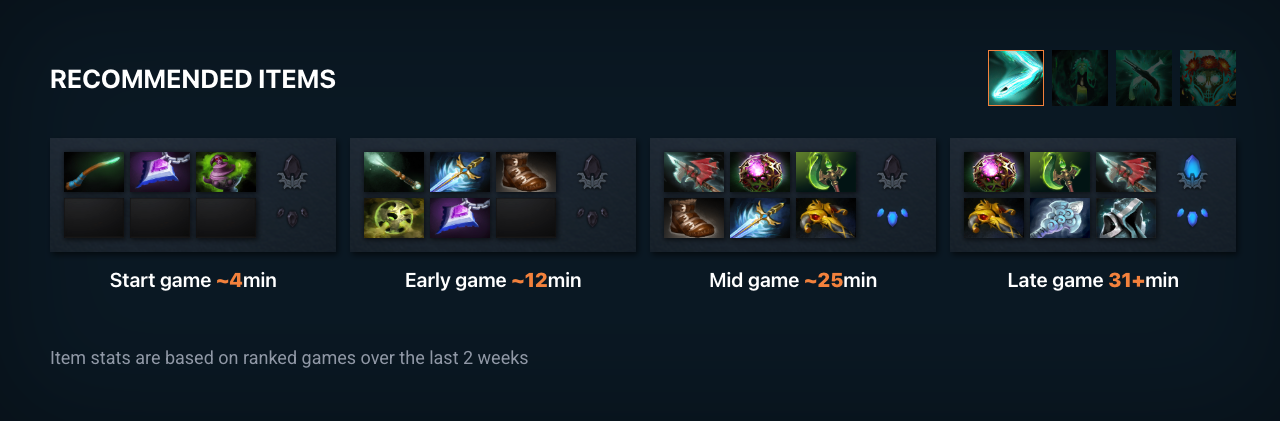 RECOMMENDED ITEMS
Start game ~4min
Early game ~12min
Mid game ~25min
Late game 31+min
Item stats are based on ranked games over the last 2 weeks